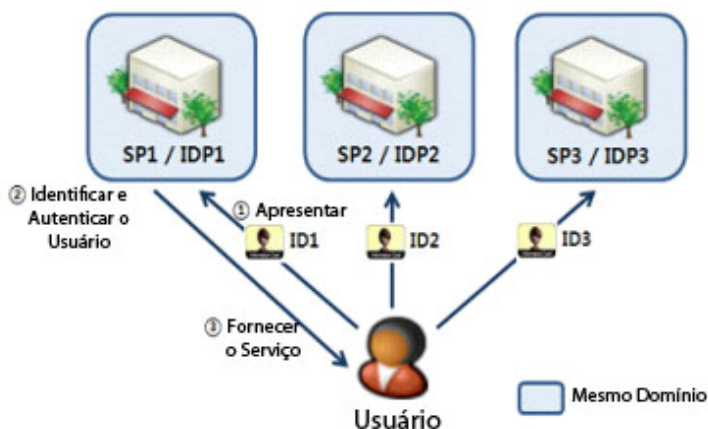 SP1 / IDP1
SP2 / IDP2
SP3 / IDP3
② Identificar e
Autenticar o
Usuário
① Apresentar
ID1
ID2
ID3
③ Fornecer
o Serviço
Usuário
Mesmo Domínio